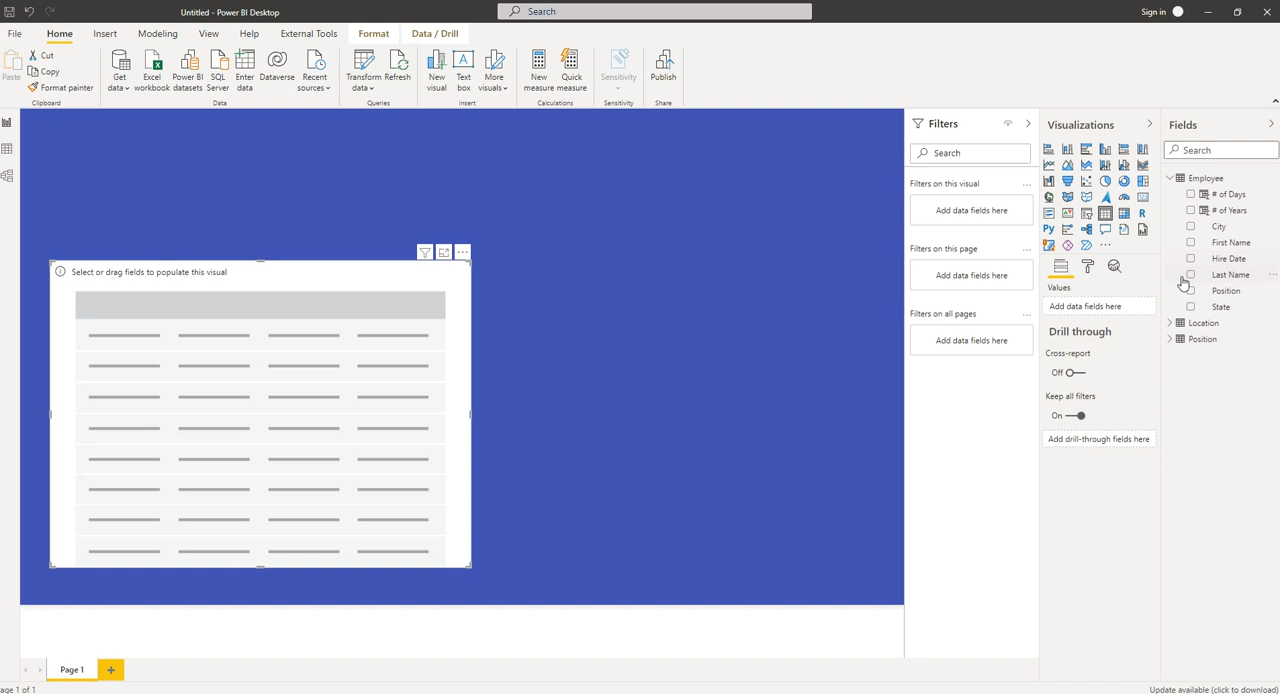 Untitled - Power BI Desktop
Search
Sign in
File Home Insert Modeling View Help External Tools Format Data / Drill
Paste
Cut
Copy
Format painter
Clipboard
Get data
Excel workbook
Power BI datasets
SQL Server
Enter data
Dataverse
Recent sources
Data
Transform data
Refresh
Queries
New visual
Text box
More visuals
Insert
New measure
Quick measure
Calculations
Sensitivity
Sensitivity
Publish
Share
Select or drag fields to populate this visual
Filters
Search
Filters on this visual
Add data fields here
Filters on this page
Add data fields here
Filters on all pages
Add data fields here
Visualizations
R
Py
Values
Add data fields here
Drill through
Cross-report
Off
Keep all filters
On
Add drill-through fields here
Fields
Search
Employee
# of Days
# of Years
City
First Name
Hire Date
Last Name
Position
State
Location
Position
Page 1
age 1 of 1
Update available (click to download)